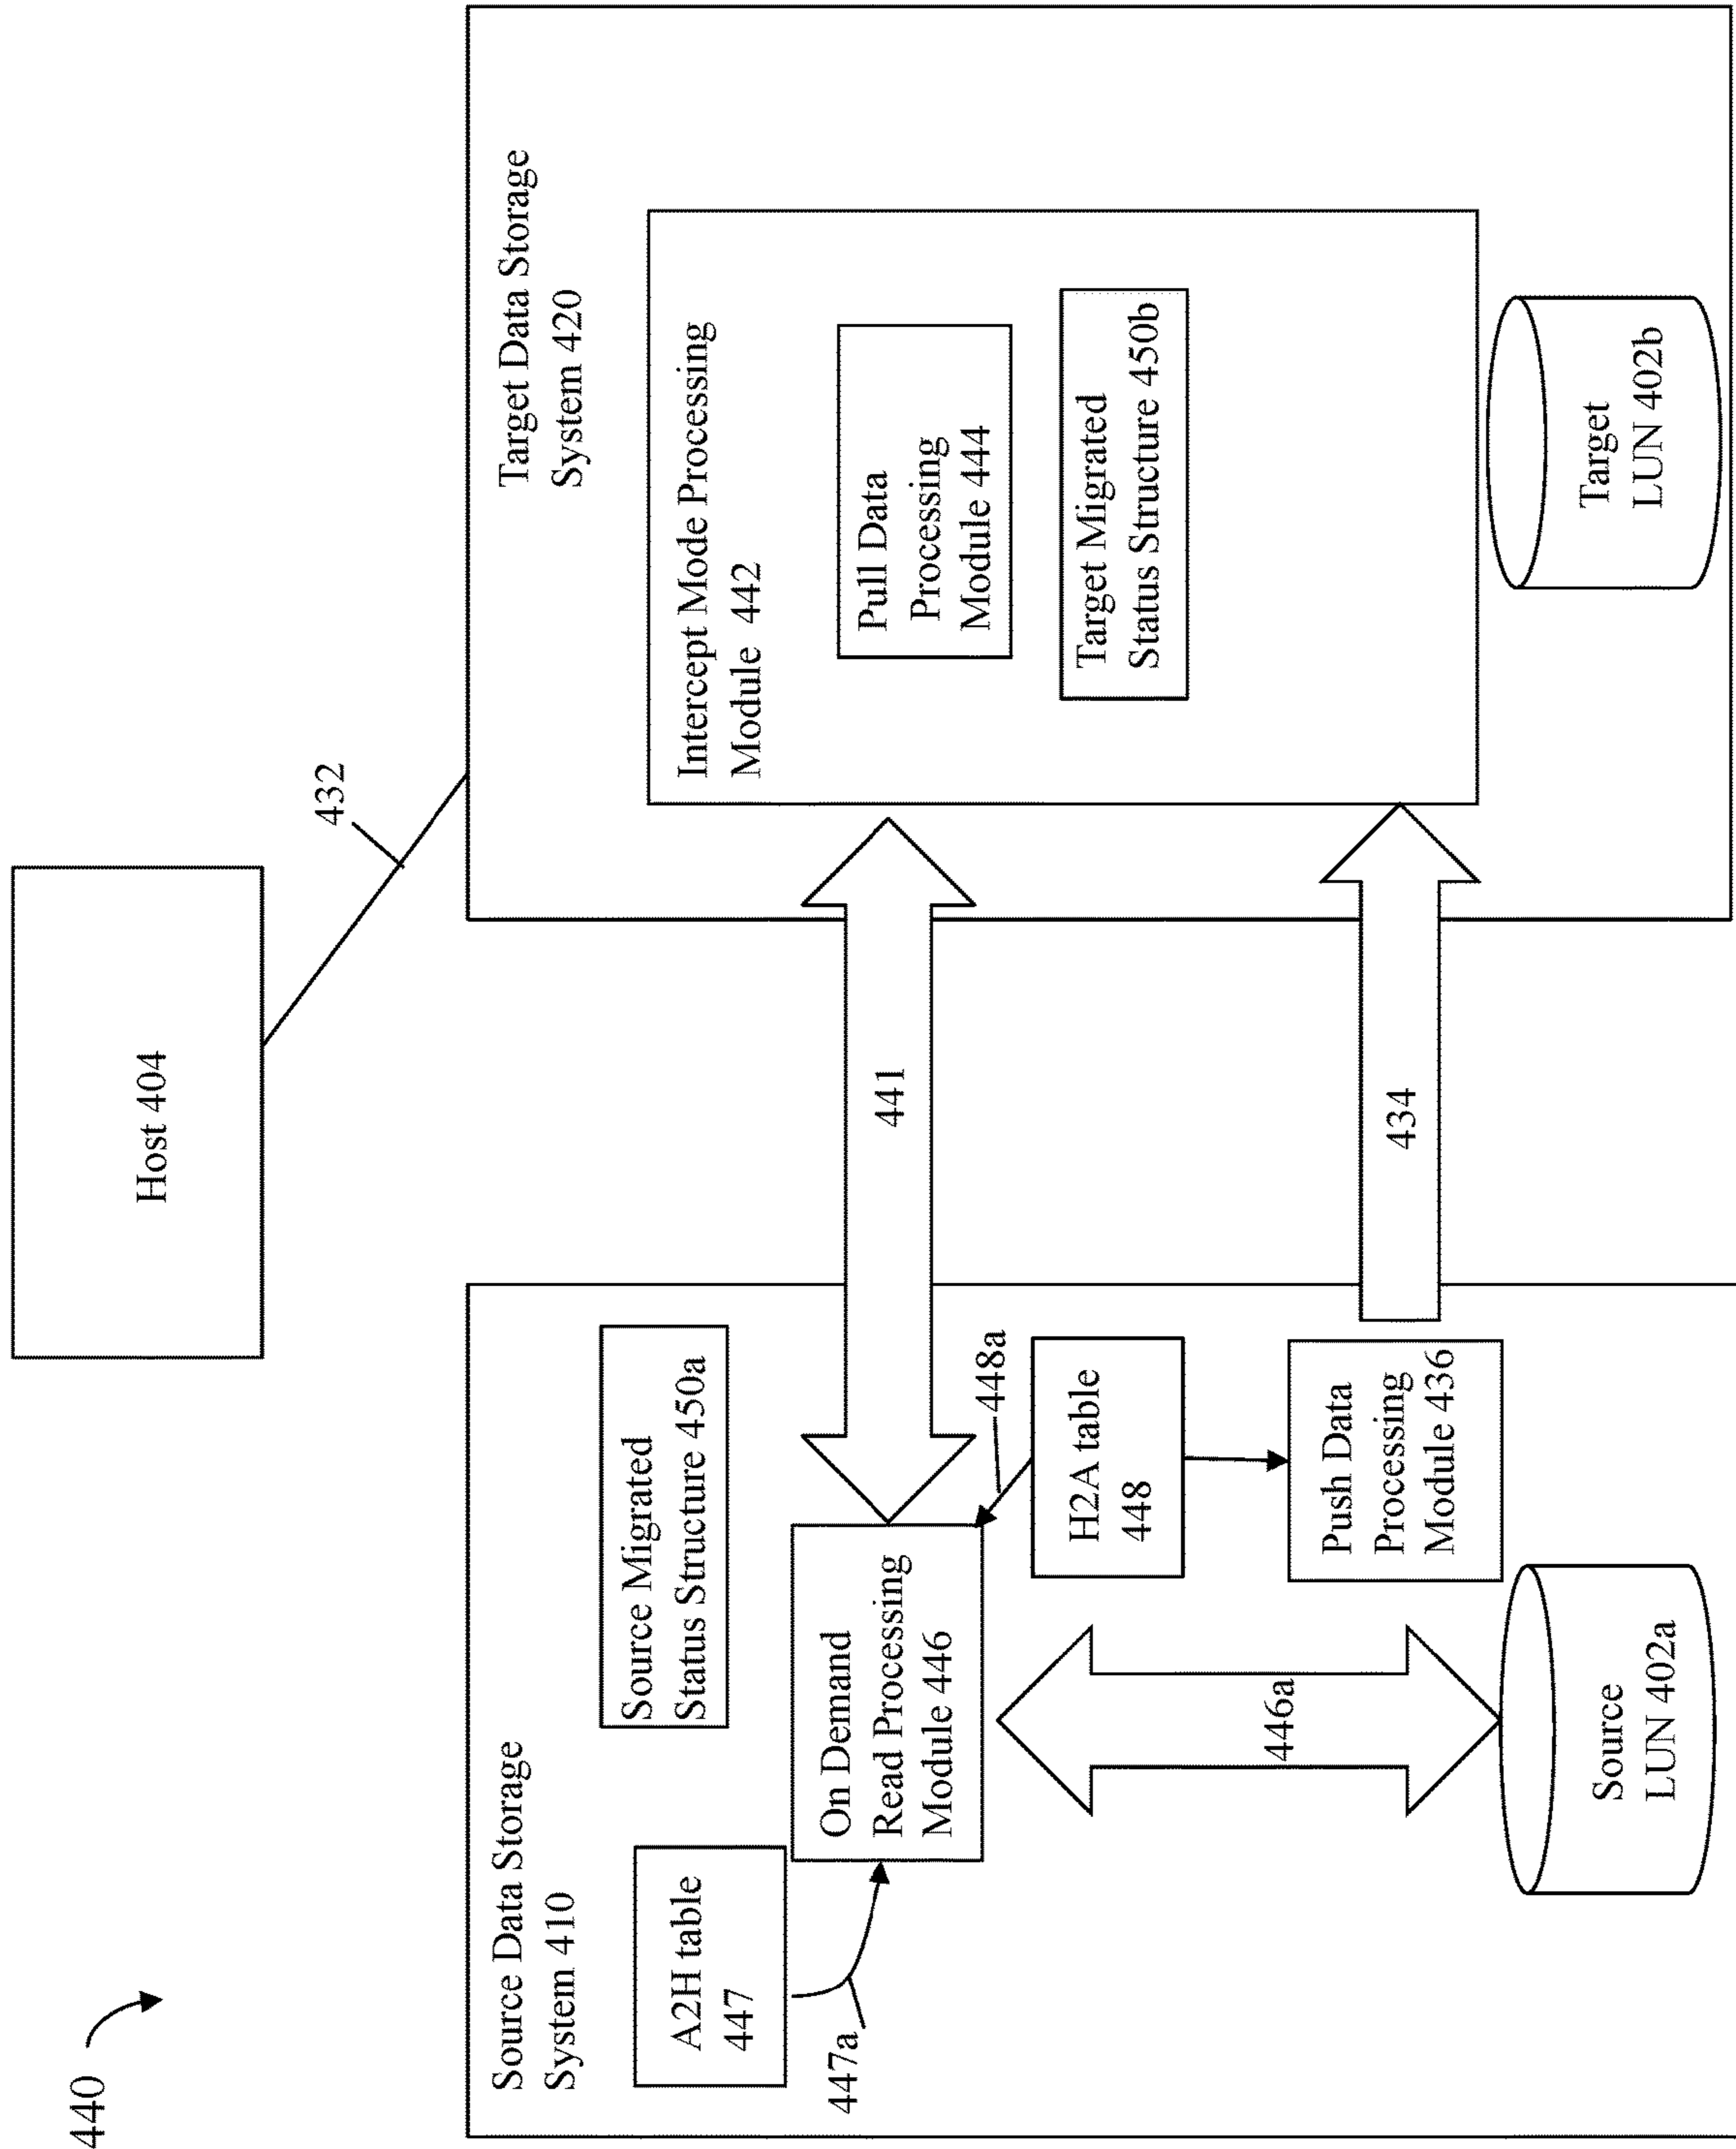 440
Host 404
432
Source Data Storage
System 410
A2H table
447
447a
Source Migrated
Status Structure 450a
On Demand
Read Processing
Module 446
448a
H2A table
448
Push Data
Processing
Module 436
446a
Source
LUN 402a
441
434
Target Data Storage
System 420
Intercept Mode Processing
Module 442
Pull Data
Processing
Module 444
Target Migrated
Status Structure 450b
Target
LUN 402b